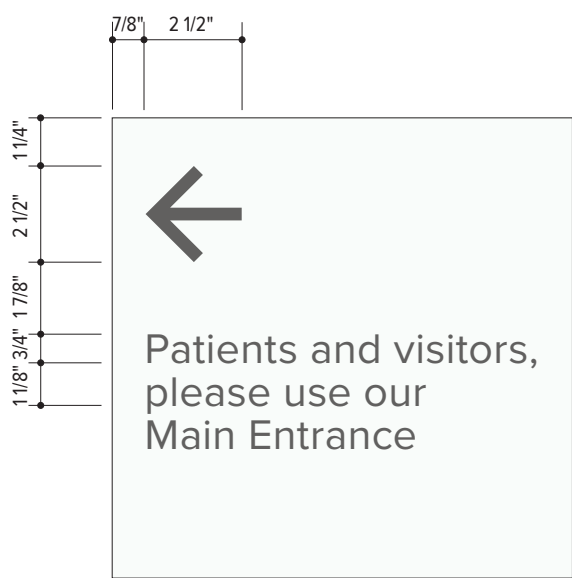 7/8" 2 1/2"
1 1/4"
2 1/2"
1 7/8"
3/4"
1 1/8"
Patients and visitors,
please use our
Main Entrance